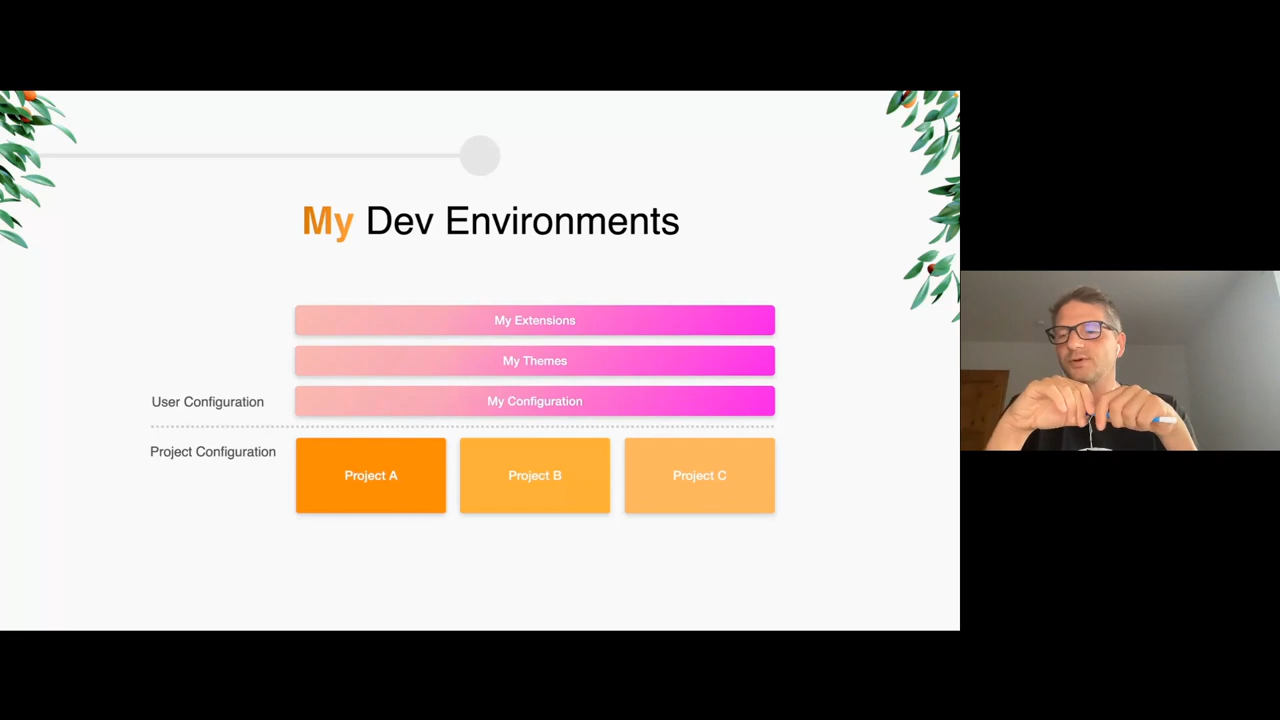 My Dev Environments
My Extensions
My Themes
User Configuration
My Configuration
Project Configuration
Project A
Project B
Project C